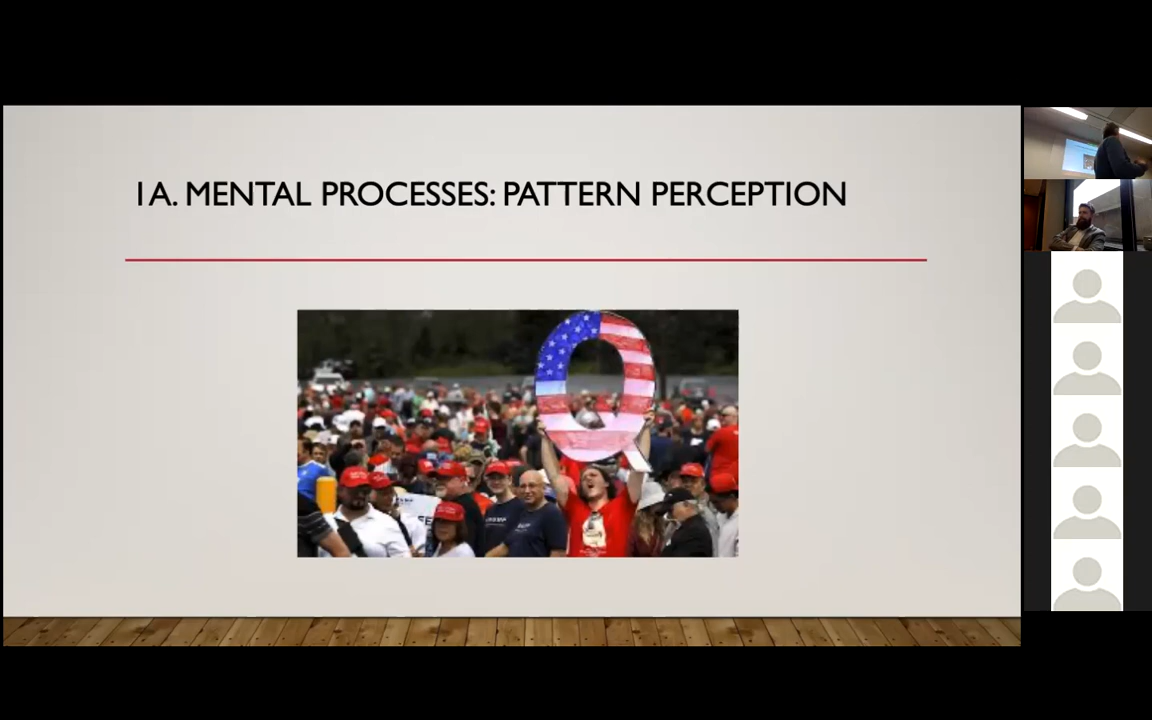 1A. MENTAL PROCESSES: PATTERN PERCEPTION
Q